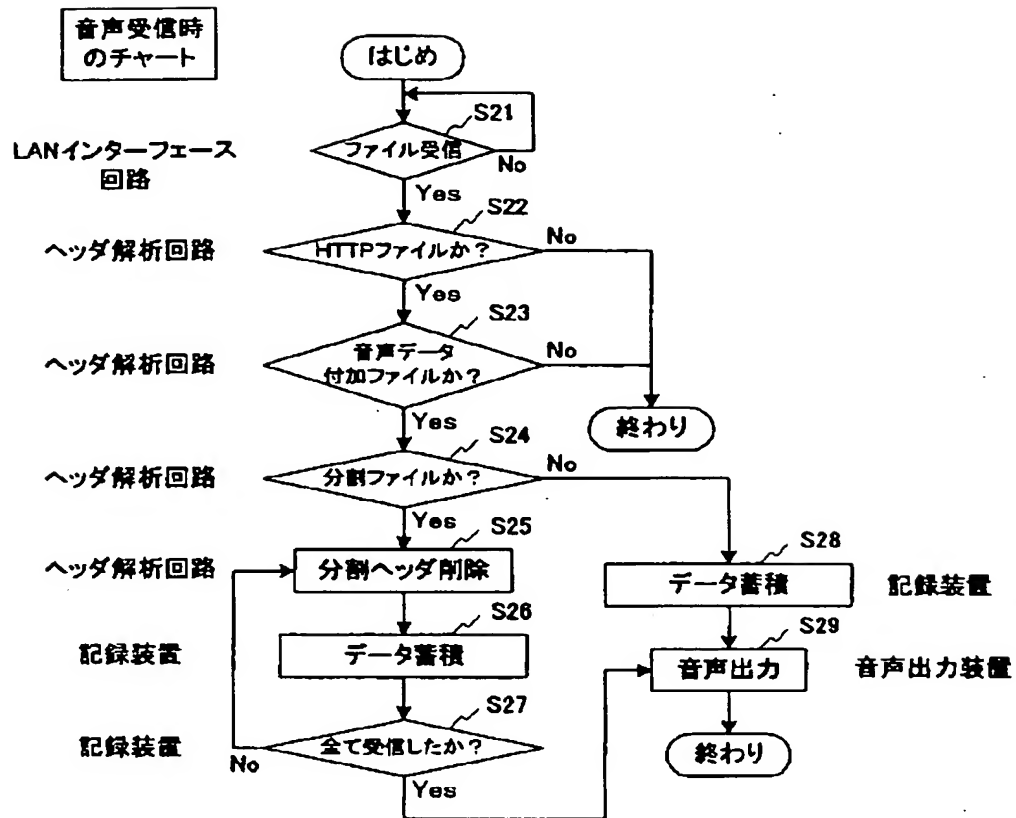 音声受信時
のチャート
はじめ
S21
ファイル受信
No
LANインターフェース
回路
Yes
S22
ヘッダ解析回路
HTTPファイルか?
No
Yes
S23
ヘッダ解析回路
音声データ
付加ファイルか?
No
Yes
終わり
S24
ヘッダ解析回路
分割ファイルか?
No
Yes
S25
ヘッダ解析回路
分割ヘッダ削除
S28
データ蓄積
記録装置
S26
記録装置
データ蓄積
S29
音声出力
音声出力装置
S27
記録装置
全て受信したか?
No
Yes
終わり